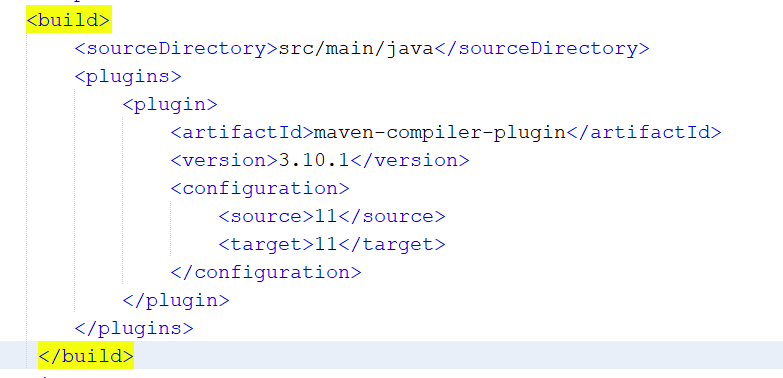 <build>
<sourceDirectory>src/main/java</sourceDirectory>
<plugins>
<plugin>
<artifactId>maven-compiler-plugin</artifactId>
<version>3.10.1</version>
<configuration>
<source>11</source>
<target>11</target>
</configuration>
</plugin>
</plugins>
</build>